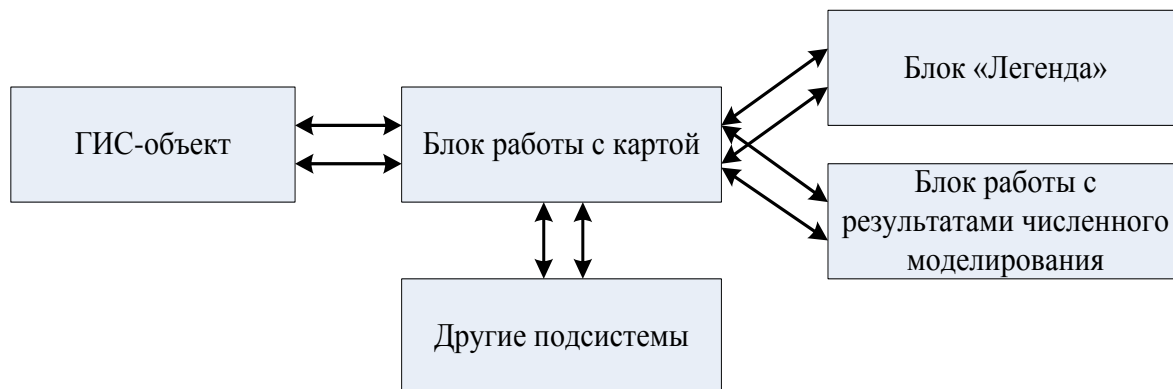 ГИС-объект
Блок работы с картой
Блок «Легенда»
Блок работы с
результатами численного
моделирования
Другие подсистемы